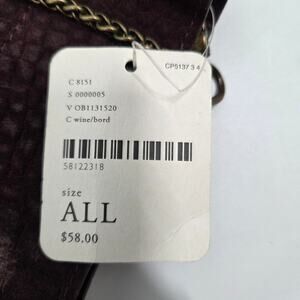 CP5137 3 4
C 8151
S 0000005
V OB1131520
C wine/bord
58122318
size
ALL
$58.00